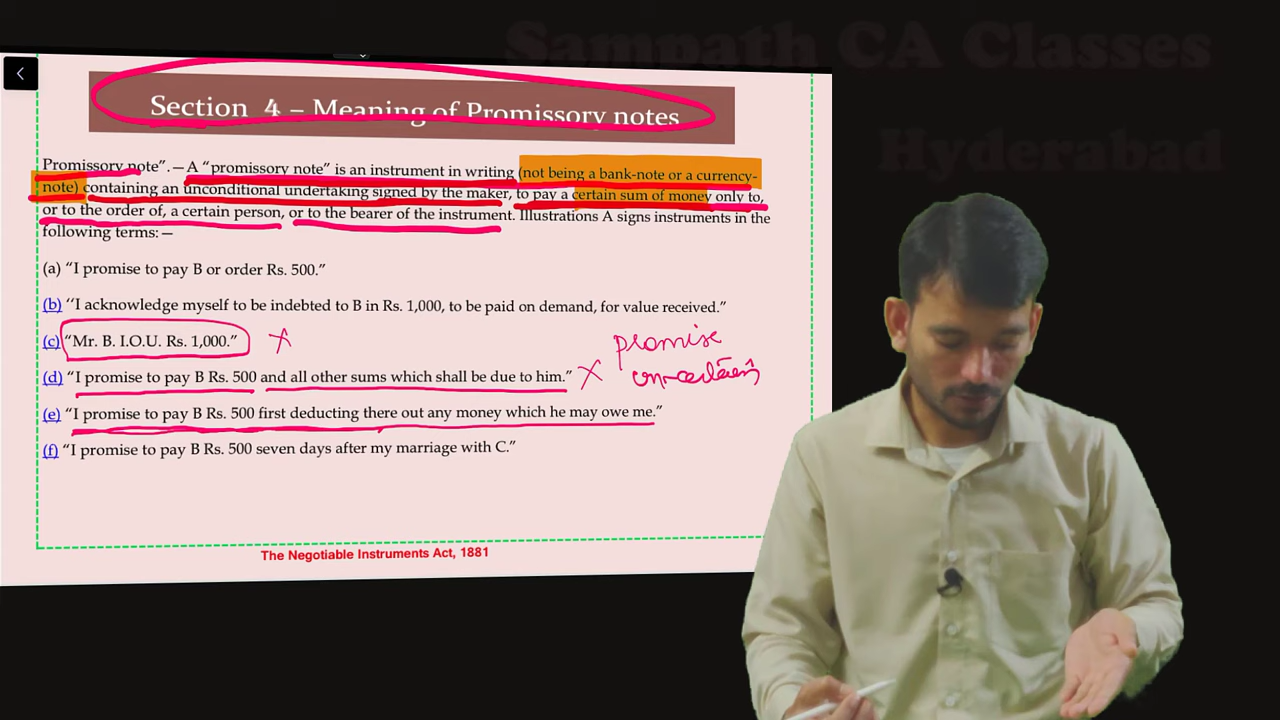 Sampath CA Classes
Hyderabad
Section 4 – Meaning of Promissory notes
Promissory note”.—A “promissory note” is an instrument in writing (not being a bank-note or a currency-
note) containing an unconditional undertaking signed by the maker, to pay a certain sum of money only to,
or to the order of, a certain person, or to the bearer of the instrument. Illustrations A signs instruments in the
following terms:—
(a) “I promise to pay B or order Rs. 500.”
(b) “I acknowledge myself to be indebted to B in Rs. 1,000, to be paid on demand, for value received.”
(c) “Mr. B. I.O.U. Rs. 1,000.”
promise
(d) “I promise to pay B Rs. 500 and all other sums which shall be due to him.”
(e) “I promise to pay B Rs. 500 first deducting there out any money which he may owe me.”
(f) “I promise to pay B Rs. 500 seven days after my marriage with C.”
The Negotiable Instruments Act, 1881